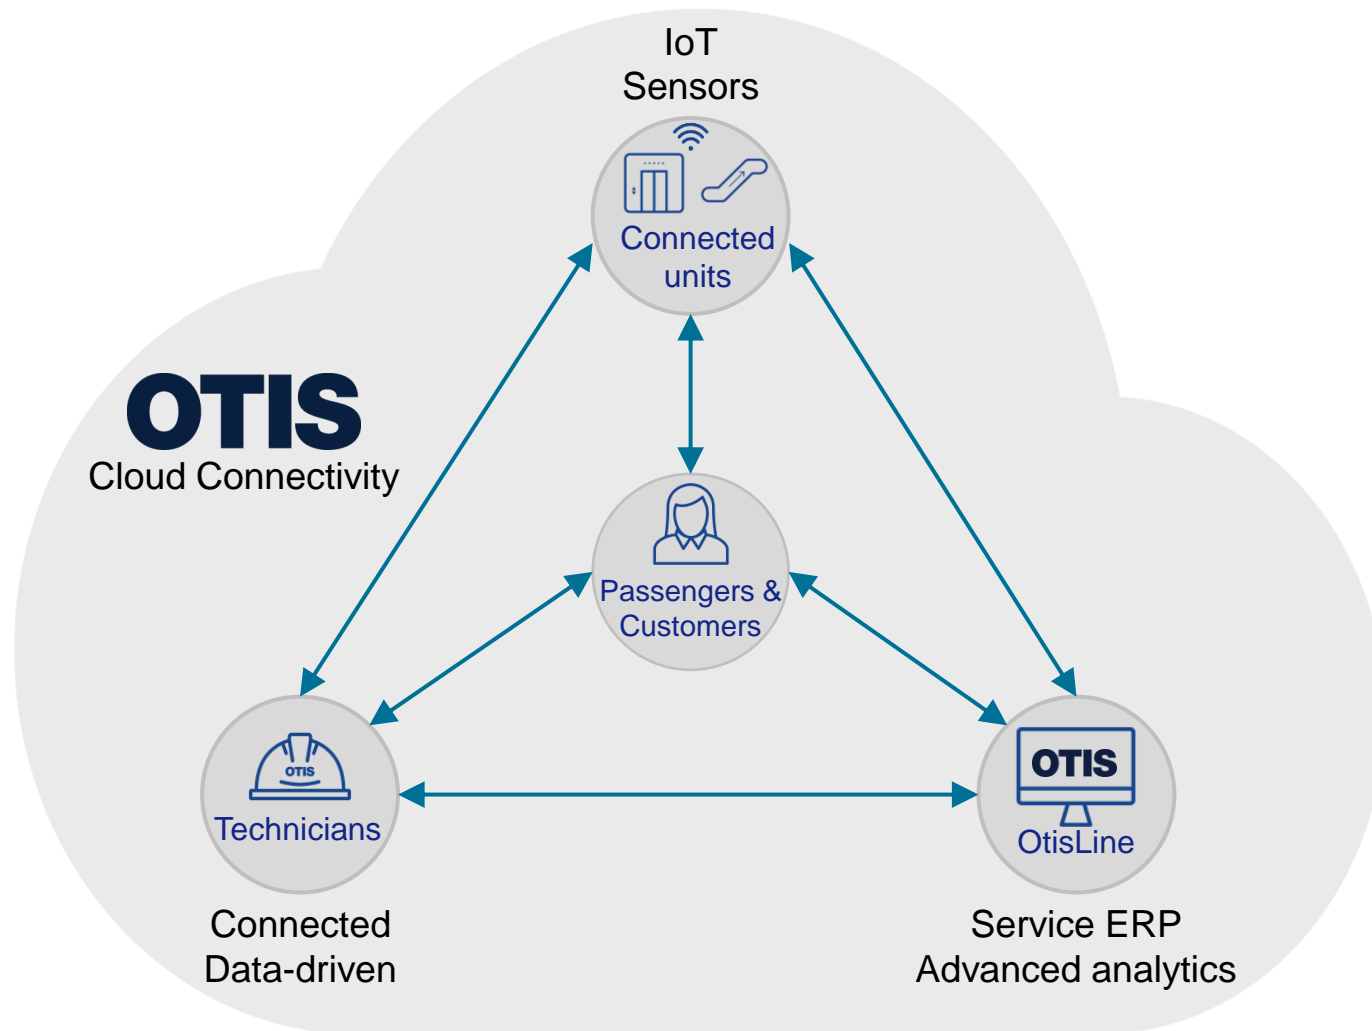 IoT
Sensors
Connected
units
OTIS
Cloud Connectivity
Passengers &
Customers
OTIS
Technicians
OTIS
OtisLine
Connected
Data-driven
Service ERP
Advanced analytics